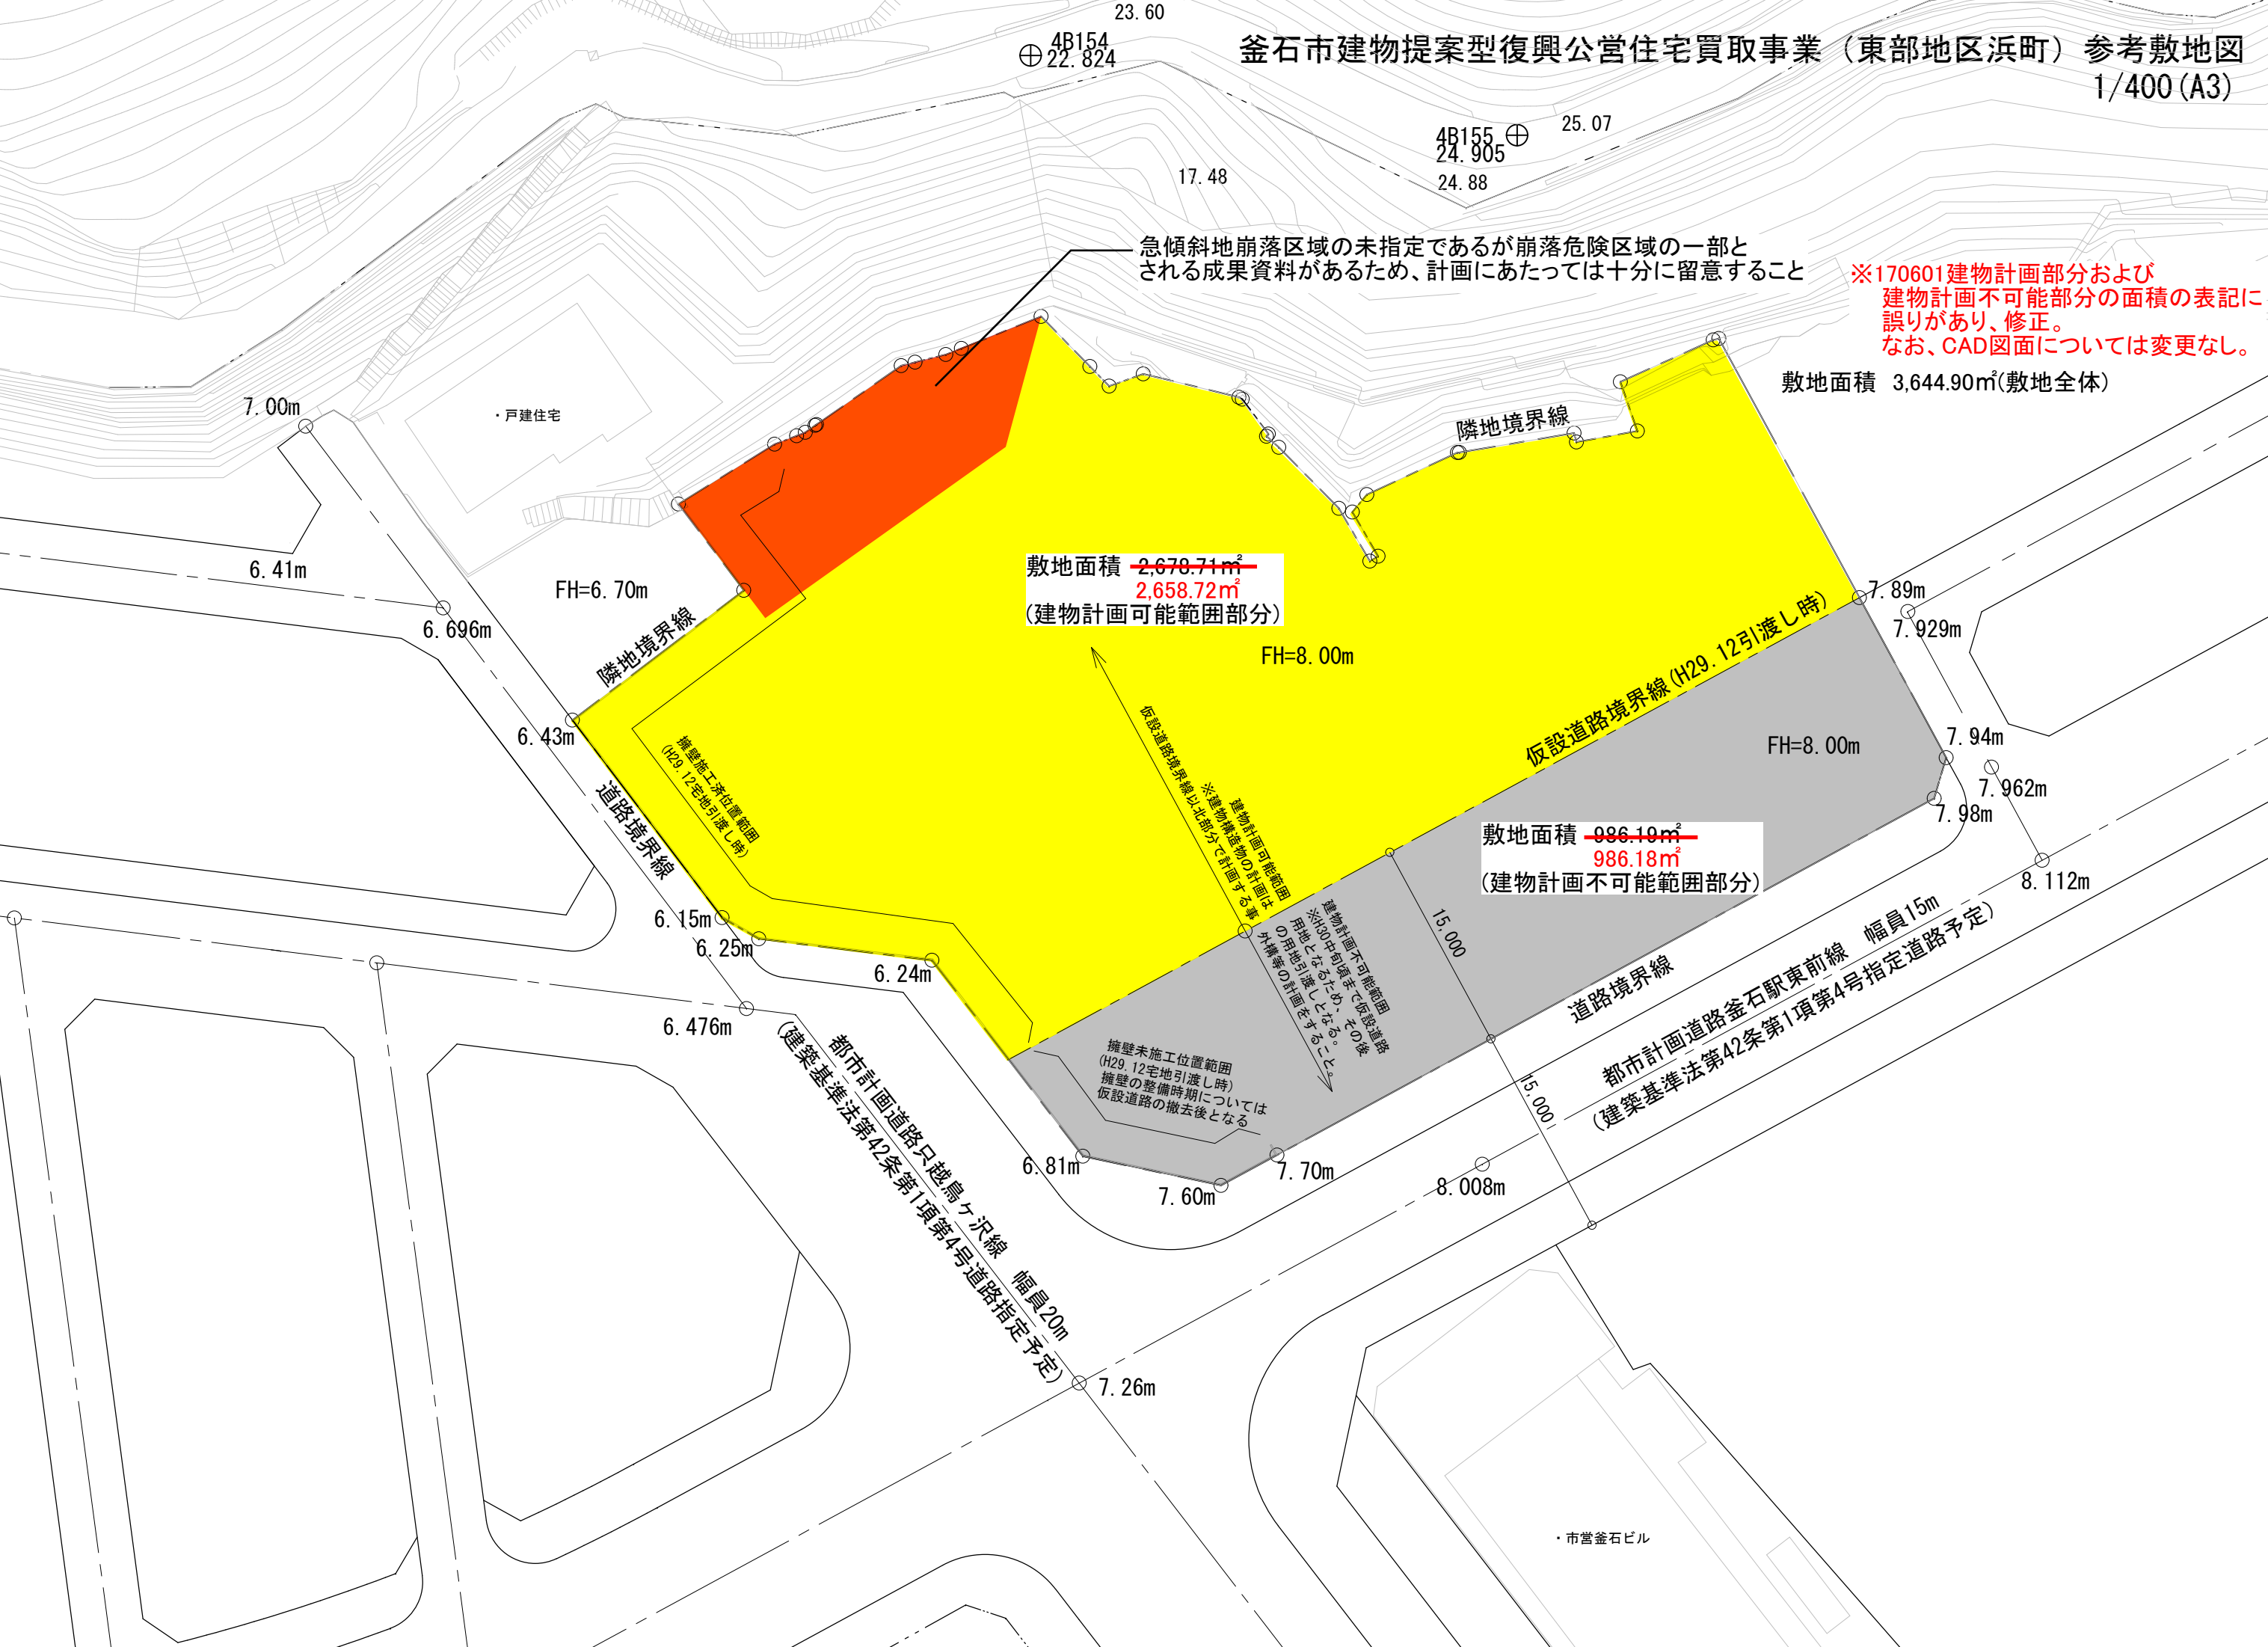 23.60
4B154
22.824
釜石市建物提案型復興公営住宅買取事業（東部地区浜町）参考敷地図
1/400(A3)
4B155
24.905
25.07
24.88
17.48
急傾斜地崩落区域の未指定であるが崩落危険区域の一部と
される成果資料があるため、計画にあたっては十分に留意すること
※170601建物計画部分および
建物計画不可能部分の面積の表記に
誤りがあり、修正。
なお、CAD図面については変更なし。
敷地面積 3,644.90㎡(敷地全体)
7.00m
・戸建住宅
隣地境界線
6.41m
FH=6.70m
6.696m
隣地境界線
敷地面積 2,678.71㎡
2,658.72㎡
(建物計画可能範囲部分)
FH=8.00m
7.89m
7.929m
仮設道路境界線(H29.12引渡し時)
6.43m
擁壁施工済位置範囲
(H29.12宅地引渡し時)
道路境界線
FH=8.00m
7.94m
7.962m
7.98m
建物計画可能範囲
※建物構造物の計画は
仮設道路境界線以北部分で計画する事
敷地面積 986.19㎡
986.18㎡
(建物計画不可能範囲部分)
8.112m
6.15m
6.25m
6.24m
建物計画不可能範囲
※H30中旬頃まで仮設道路
用地となるため、その後
の用地引渡しとなる。
外構等の計画をすること。
15.000
道路境界線
都市計画道路釜石駅東前線 幅員15m
(建築基準法第42条第1項第4号指定道路予定)
6.476m
都市計画道路只越鳥ヶ沢線 幅員20m
(建築基準法第42条第1項第4号道路指定予定)
擁壁未施工位置範囲
(H29.12宅地引渡し時)
擁壁の整備時期については
仮設道路の撤去後となる
15.000
6.81m
7.60m
7.70m
8.008m
7.26m
・市営釜石ビル